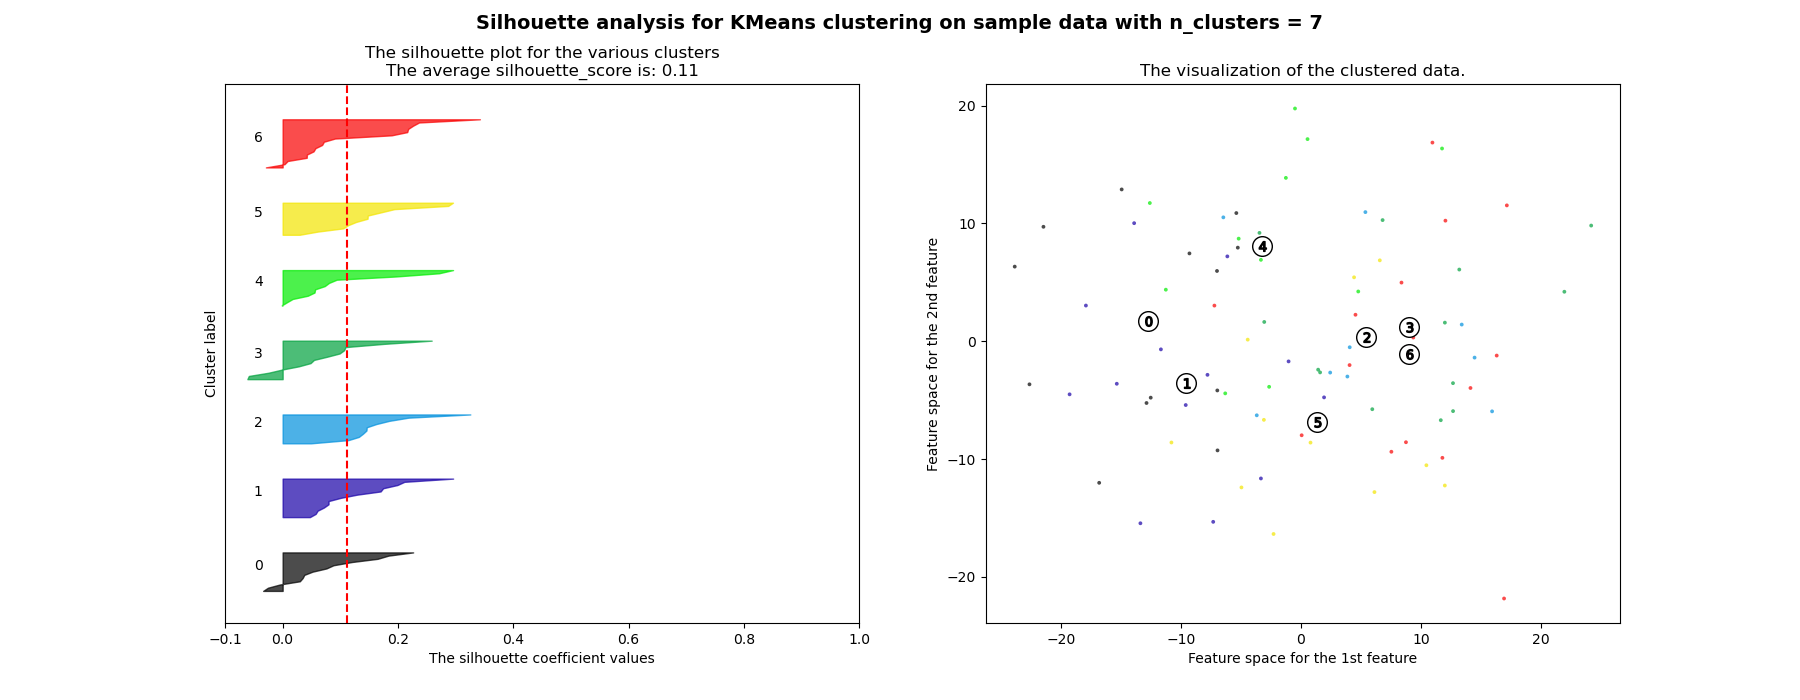 Silhouette analysis for KMeans clustering on sample data with n_clusters = 7
The silhouette plot for the various clusters
The average silhouette_score is: 0.11
6
5
4
3
2
1
0
Cluster label
−0.1 0.0 0.2 0.4 0.6 0.8 1.0
The silhouette coefficient values
The visualization of the clustered data.
20
10
0
−10
−20
Feature space for the 2nd feature
4
0
3
2
6
1
5
−20 −10 0 10 20
Feature space for the 1st feature